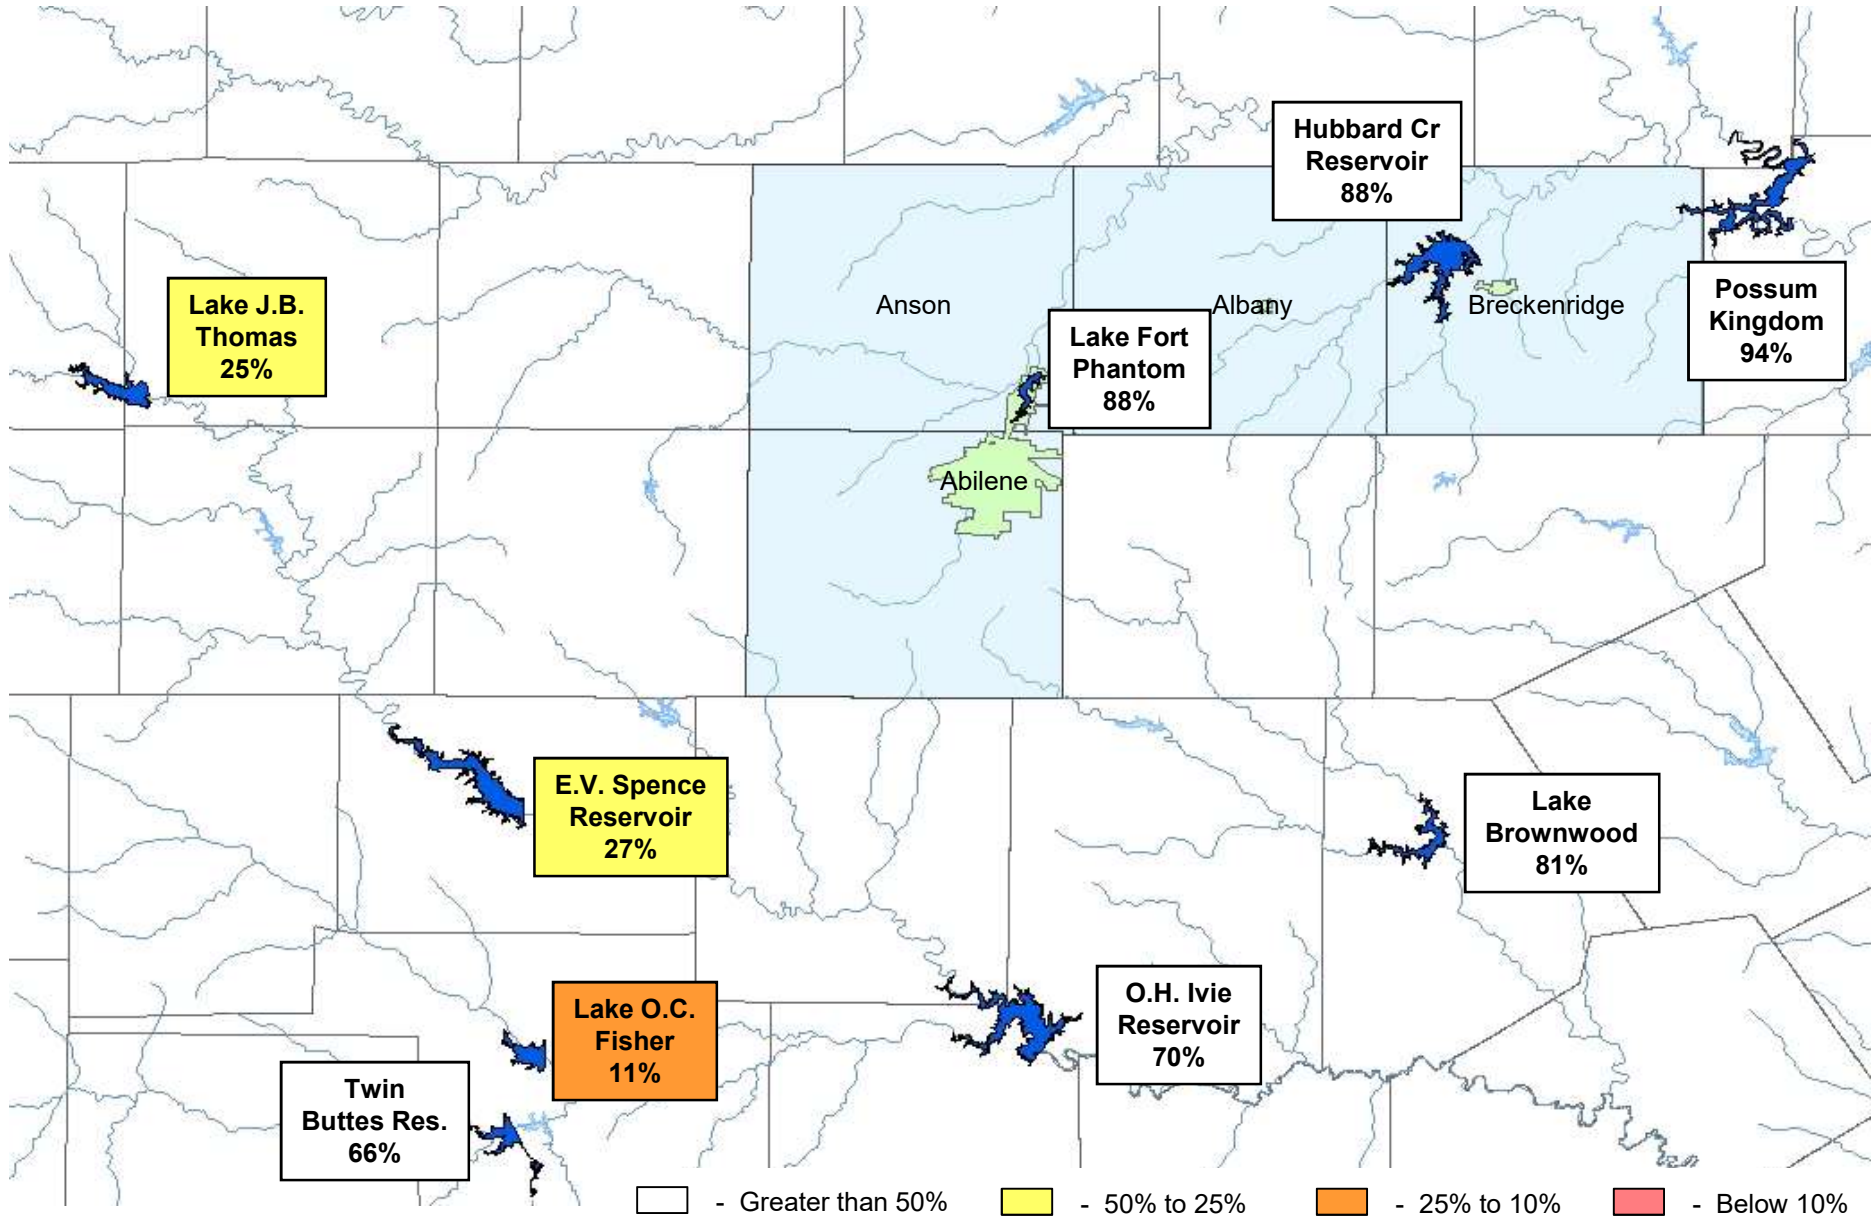 Hubbard Cr
Reservoir
88%
Lake J.B.
Thomas
25%
Anson
Albany
Breckenridge
Possum
Kingdom
94%
Lake Fort
Phantom
88%
Abilene
E.V. Spence
Reservoir
27%
Lake
Brownwood
81%
Lake O.C.
Fisher
11%
O.H. Ivie
Reservoir
70%
Twin
Buttes Res.
66%
- Greater than 50%
- 50% to 25%
- 25% to 10%
- Below 10%